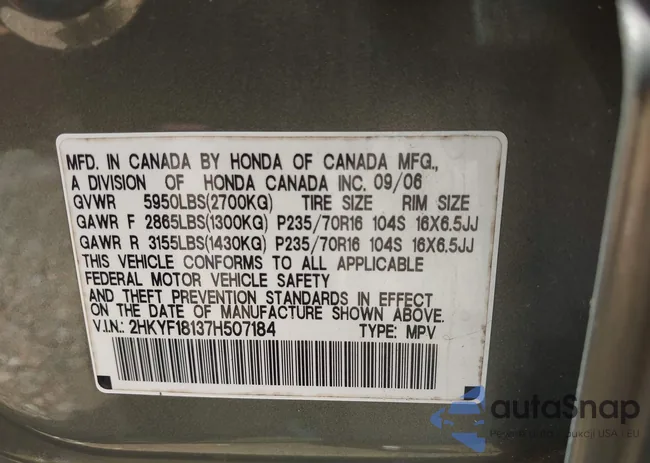 MFD. IN CANADA BY HONDA OF CANADA MFG.,
A DIVISION OF HONDA CANADA INC. 09/06
GVWR 5950LBS(2700KG) TIRE SIZE RIM SIZE
GAWR F 2865LBS(1300KG) P235/70R16 104S 16X6.5JJ
GAWR R 3155LBS(1430KG) P235/70R16 104S 16X6.5JJ
THIS VEHICLE CONFORMS TO ALL APPLICABLE
FEDERAL MOTOR VEHICLE SAFETY
AND THEFT PREVENTION STANDARDS IN EFFECT
ON THE DATE OF MANUFACTURE SHOWN ABOVE.
V.I.N.: 2HKYF18137H507184 TYPE: MPV
autaSnap
USA - EU